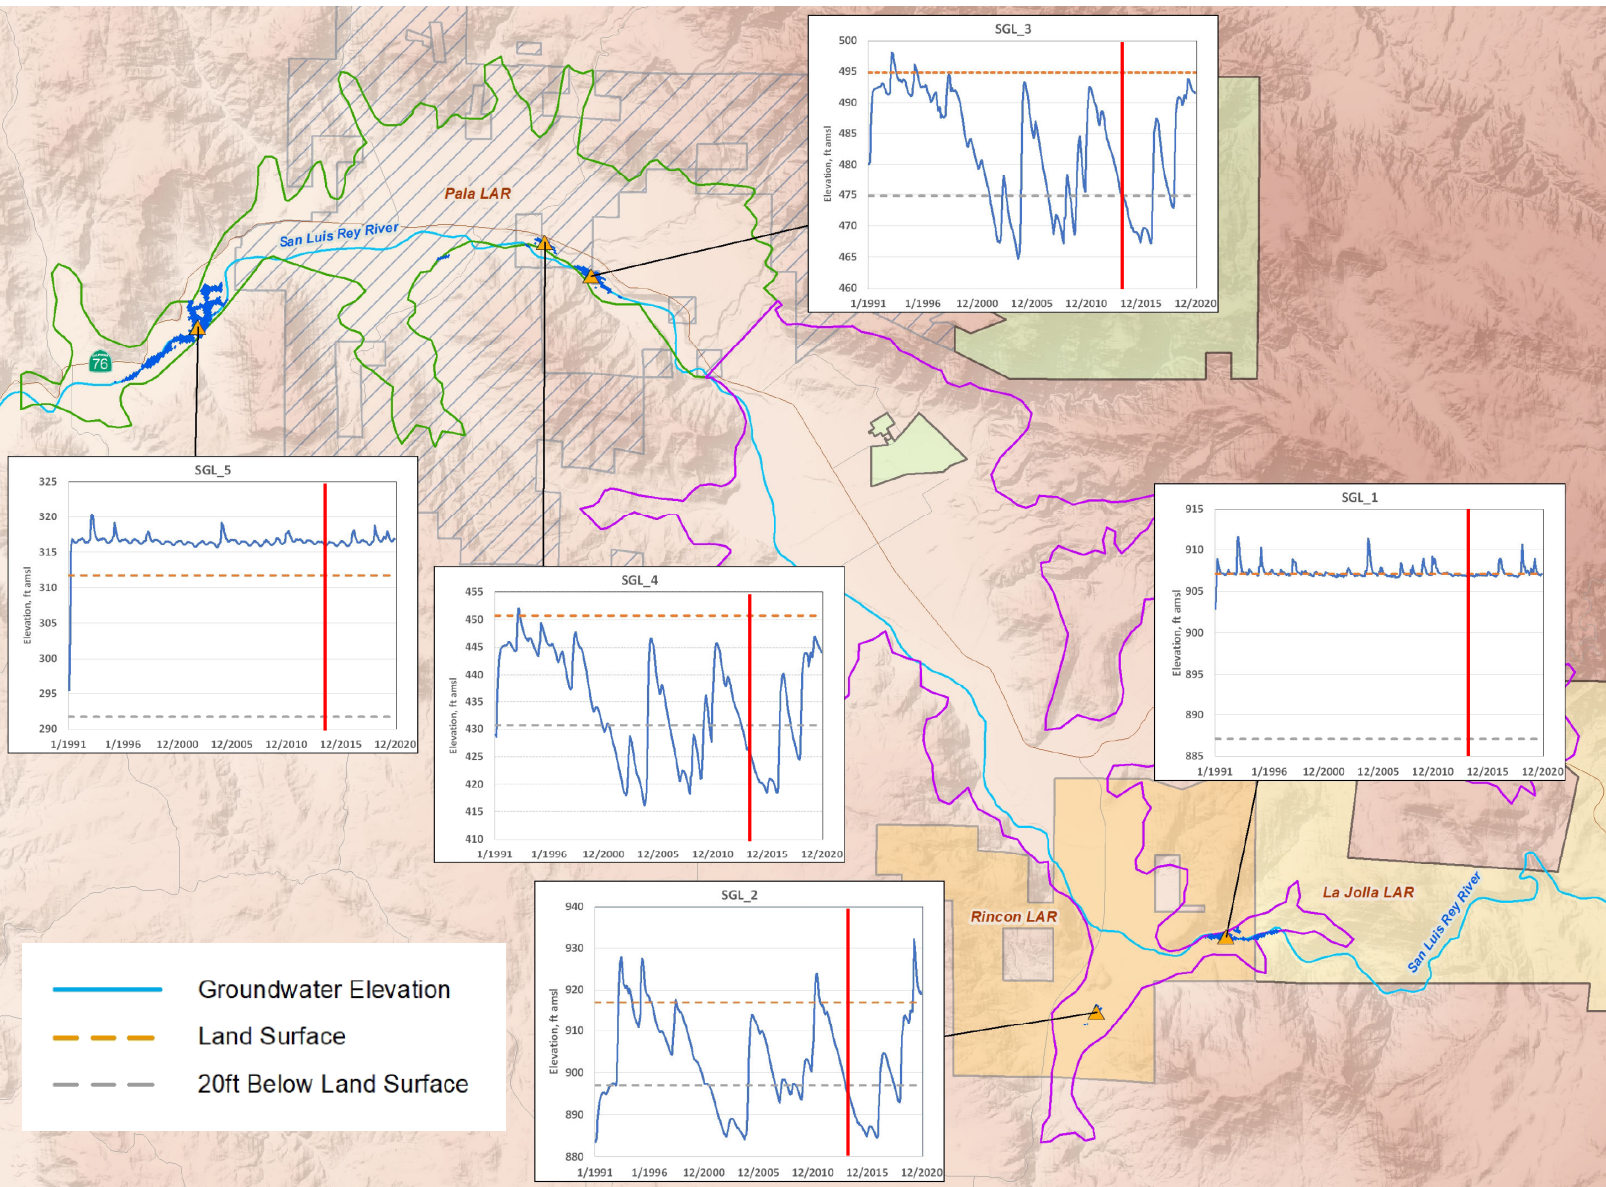 SGL_3
Elevation, ft amsl
500
495
490
485
480
475
470
465
460
1/1991 1/1996 12/2000 12/2005 12/2010 12/2015 12/2020
Pala LAR
San Luis Rey River
76
SGL_5
Elevation, ft amsl
325
320
315
310
305
300
295
290
1/1991 1/1996 12/2000 12/2005 12/2010 12/2015 12/2020
SGL_4
Elevation, ft amsl
455
450
445
440
435
430
425
420
415
410
1/1991 1/1996 12/2000 12/2005 12/2010 12/2015 12/2020
SGL_1
Elevation, ft amsl
915
910
905
900
895
890
885
1/1991 1/1996 12/2000 12/2005 12/2010 12/2015 12/2020
SGL_2
Elevation, ft amsl
940
930
920
910
900
890
880
1/1991 1/1996 12/2000 12/2005 12/2010 12/2015 12/2020
Rincon LAR
La Jolla LAR
San Luis Rey River
Groundwater Elevation
Land Surface
20ft Below Land Surface